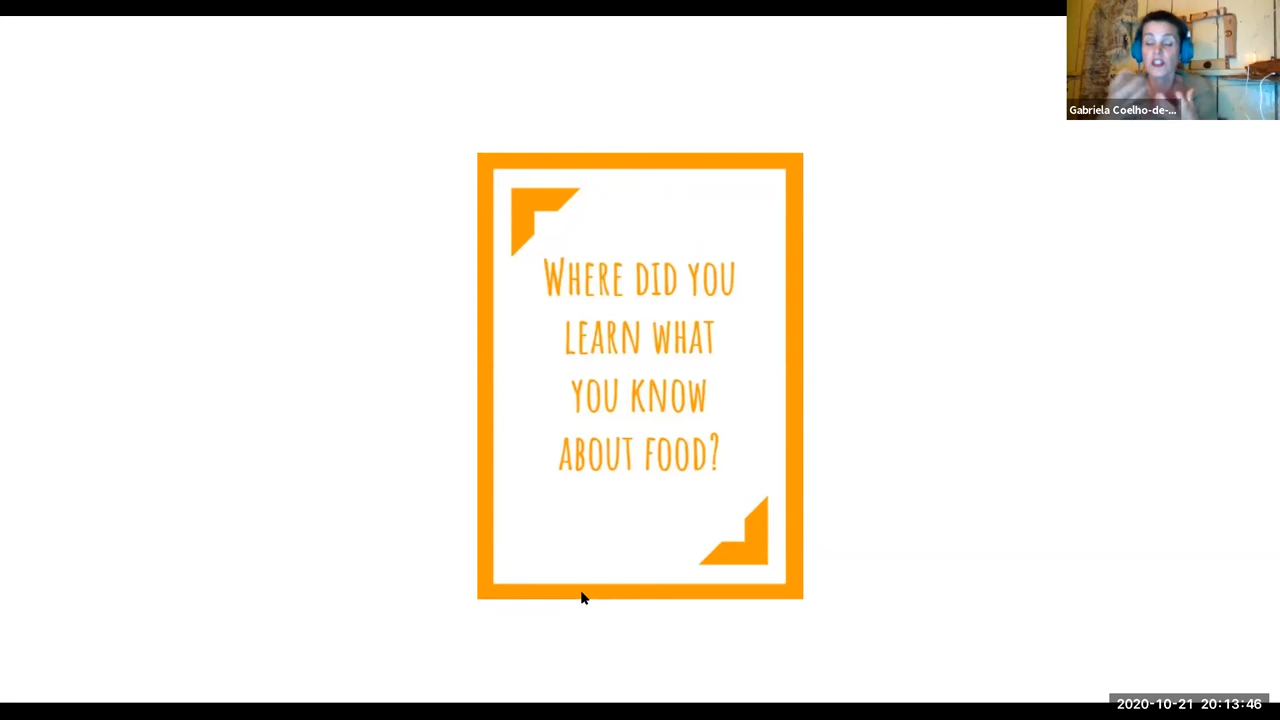 Gabriela Coelho-de-...
Where did you
learn what
you know
about food?
2020-10-21 20:13:46